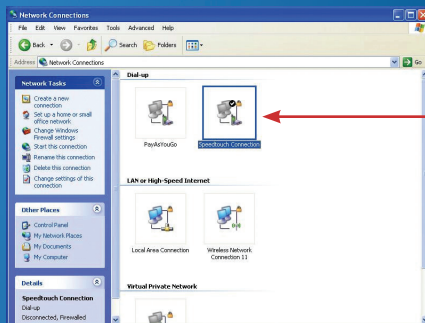 Network Connections
File Edit View Favorites Tools Advanced Help
Back Search Folders
Address Network Connections Go
Network Tasks
Create a new
connection
Set up a home or small
office network
Change Windows
Firewall settings
Start this connection
Rename this connection
Delete this connection
Change settings of this
connection
Other Places
Control Panel
My Network Places
My Documents
My Computer
Details
Speedtouch Connection
Dial-up
Disconnected, Firewalled
Dial-up
PayAsYouGo
Speedtouch Connection
LAN or High-Speed Internet
Local Area Connection
Wireless Network
Connection 11
Virtual Private Network